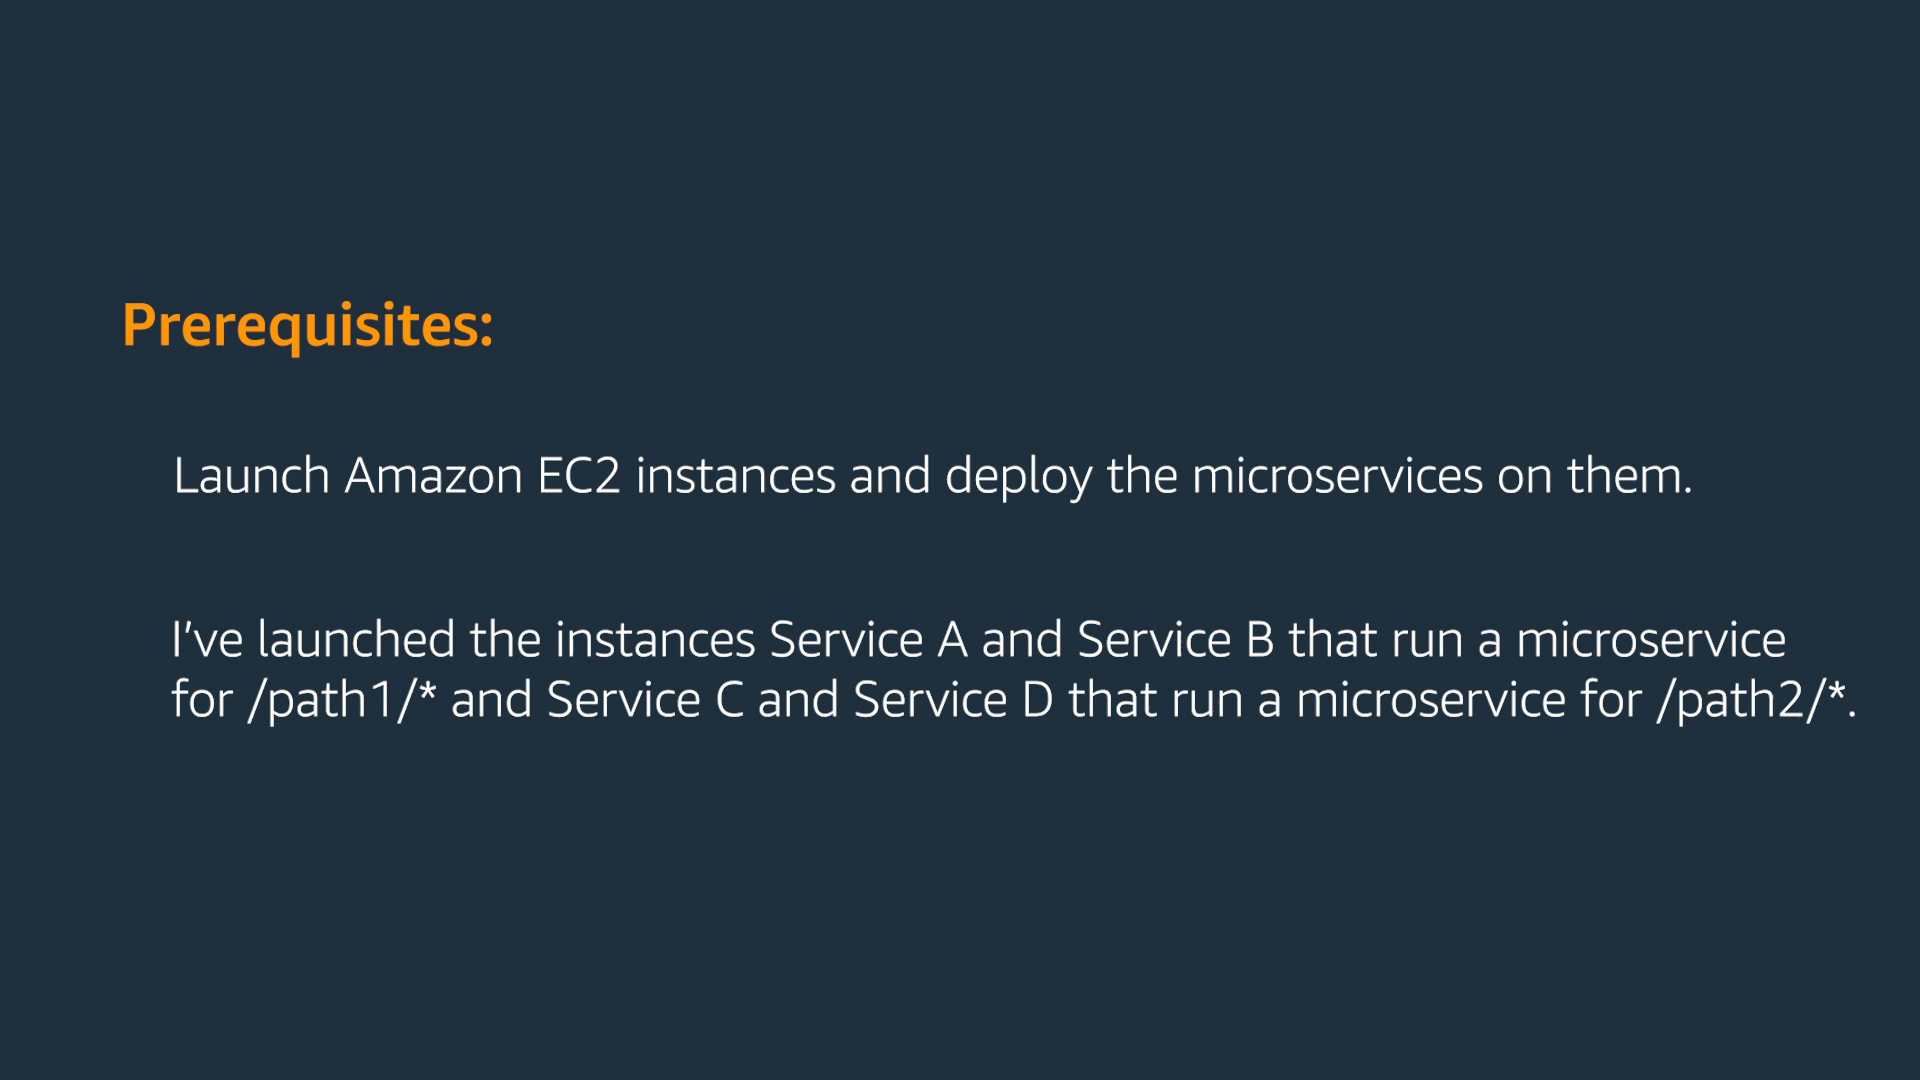 Prerequisites:
Launch Amazon EC2 instances and deploy the microservices on them.
I’ve launched the instances Service A and Service B that run a microservice
for /path1/* and Service C and Service D that run a microservice for /path2/*.